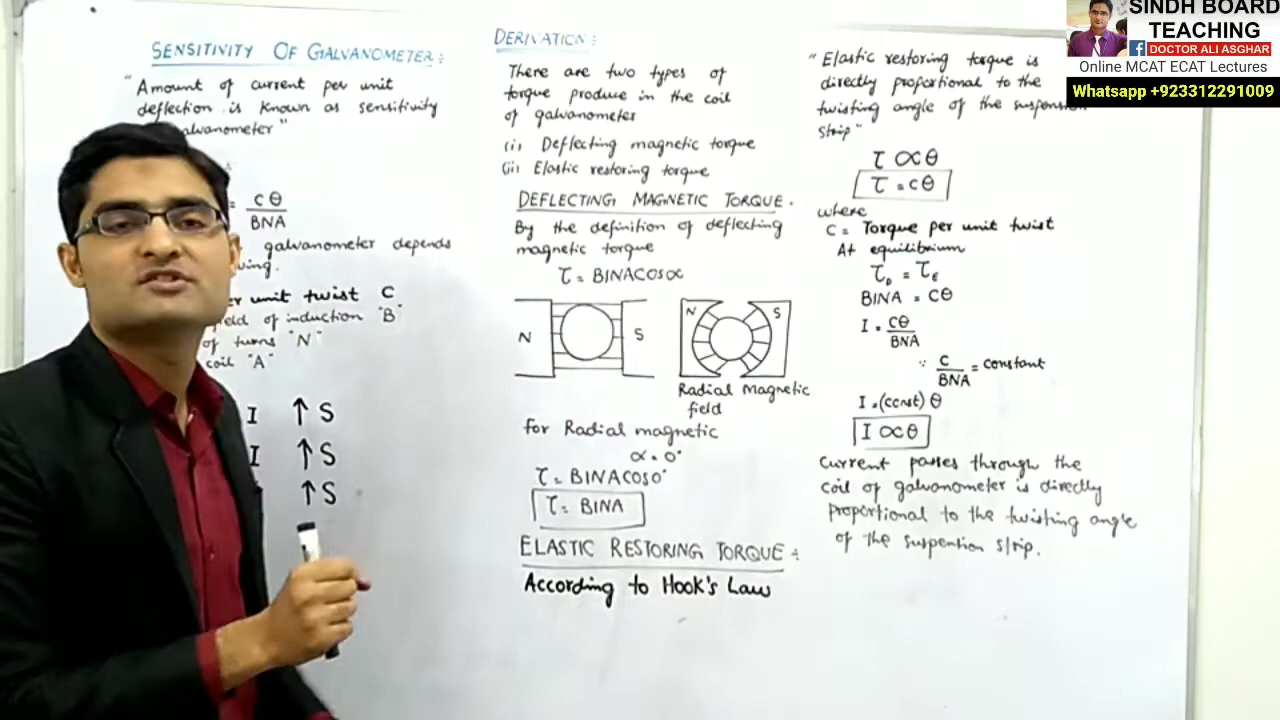 SENSITIVITY OF GALVANOMETER:
"Amount of current per unit
deflection is known as sensitivity
galvanometer"
= Cθ
BNA
galvanometer depends
unit twist C
of induction "B"
of turns "N"
coil "A"
I ↑ S
I ↑ S
↑ S
DERIVATION:
There are two types of
torque produce in the coil
of galvanometer
(i) Deflecting magnetic torque
(ii) Elastic restoring torque
DEFLECTING MAGNETIC TORQUE.
By the definition of deflecting
magnetic torque
τ = BINACOSα
N S
N S
Radial magnetic
field
for Radial magnetic
α = 0°
τ = BINACOS0°
τ = BINA
ELASTIC RESTORING TORQUE:
According to Hook's Law
"Elastic restoring torque is
directly proportional to the
twisting angle of the suspension
strip"
τ ∝ θ
τ = cθ
where
C = Torque per unit twist
At equilibrium
τD = τE
BINA = Cθ
I = Cθ
BNA
∵ C = constant
BNA
I = (const) θ
I ∝ θ
Current passes through the
coil of galvanometer is directly
proportional to the twisting angle
of the suspension strip.
SINDH BOARD
TEACHING
f DOCTOR ALI ASGHAR
Online MCAT ECAT Lectures
Whatsapp +923312291009